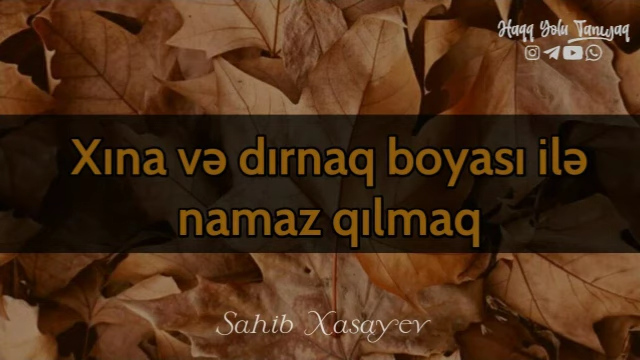 Haqq Yolu Tanıyaq
Xına və dırnaq boyası ilə
namaz qılmaq
Sahib Xasayev